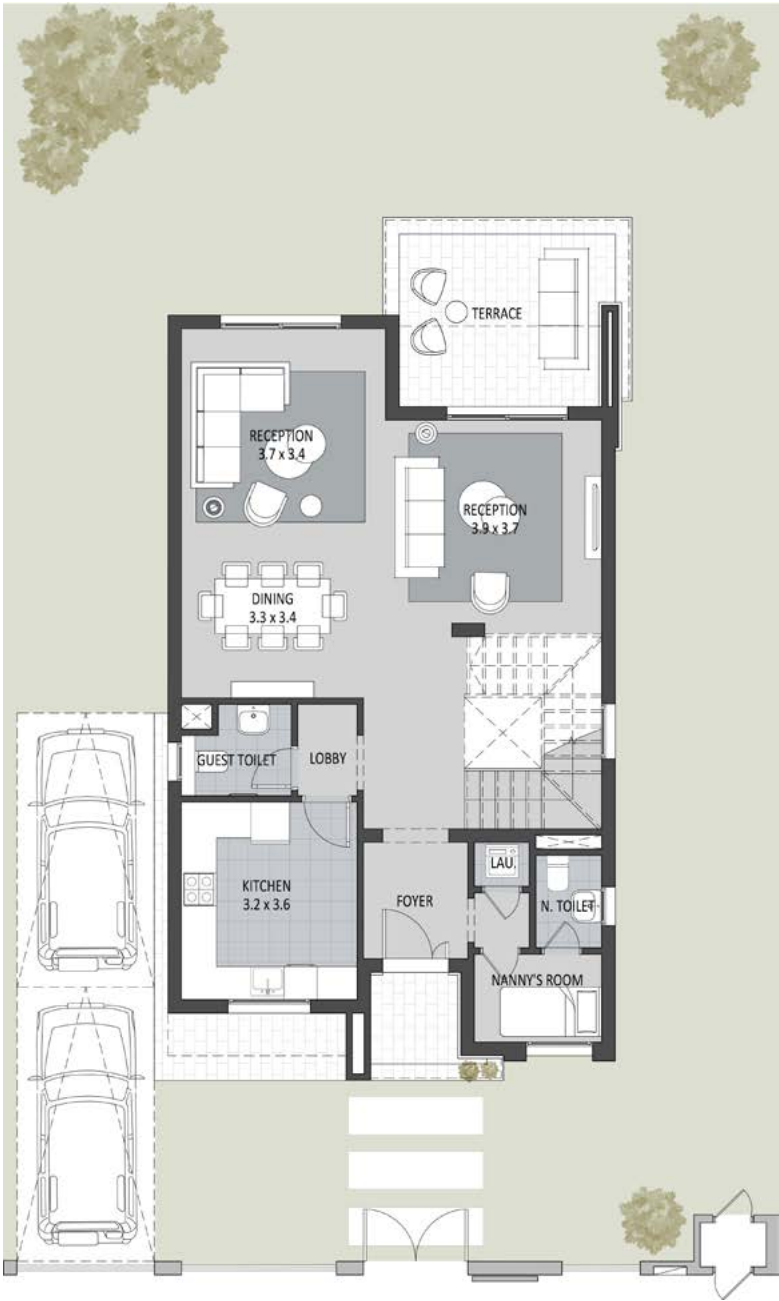 TERRACE
RECEPTION
3.7 x 3.4
RECEPTION
3.9 x 3.7
DINING
3.3 x 3.4
GUEST TOILET
LOBBY
LAU.
KITCHEN
3.2 x 3.6
FOYER
N. TOILET
NANNY'S ROOM